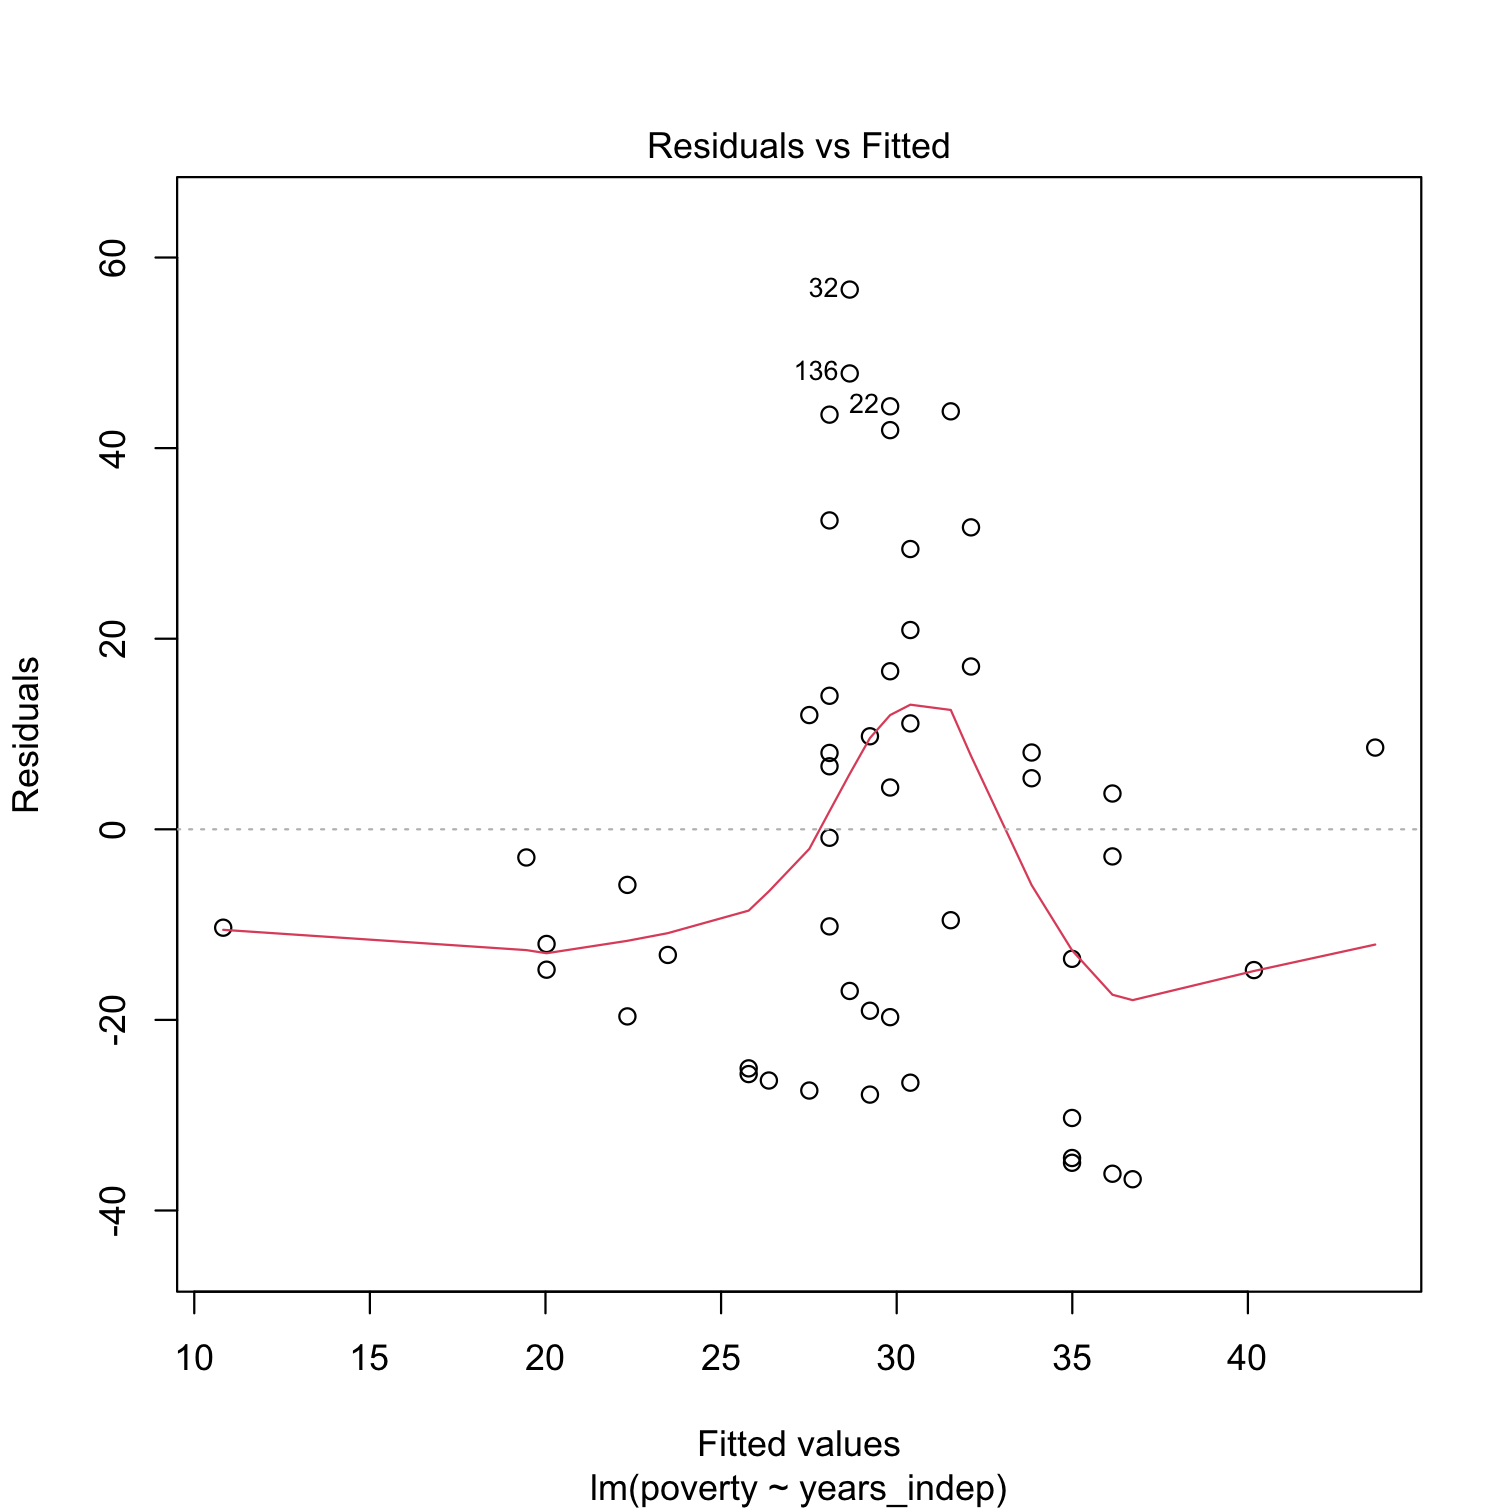 Residuals vs Fitted
60
40
20
0
-20
-40
Residuals
32
136
22
10 15 20 25 30 35 40
Fitted values
lm(poverty ~ years_indep)